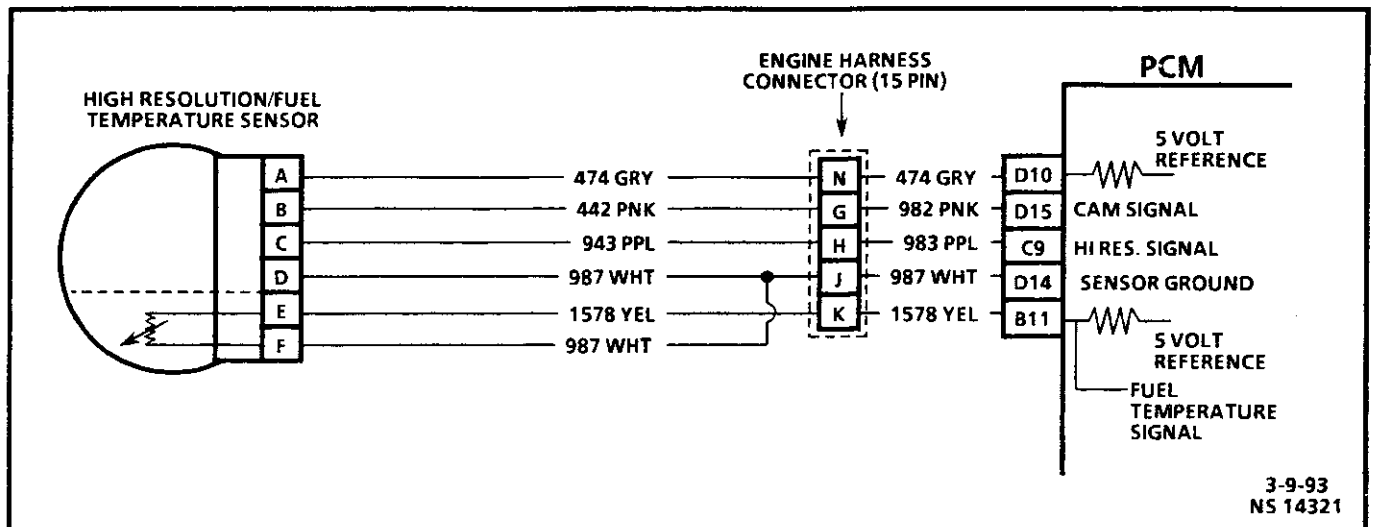 ENGINE HARNESS
CONNECTOR (15 PIN)
PCM
HIGH RESOLUTION/FUEL
TEMPERATURE SENSOR
5 VOLT
REFERENCE
A 474 GRY N 474 GRY D10
B 442 PNK G 982 PNK D15 CAM SIGNAL
C 943 PPL H 983 PPL C9 HI RES. SIGNAL
D 987 WHT J 987 WHT D14 SENSOR GROUND
E 1578 YEL K 1578 YEL B11
F 987 WHT
5 VOLT
REFERENCE
FUEL
TEMPERATURE
SIGNAL
3-9-93
NS 14321